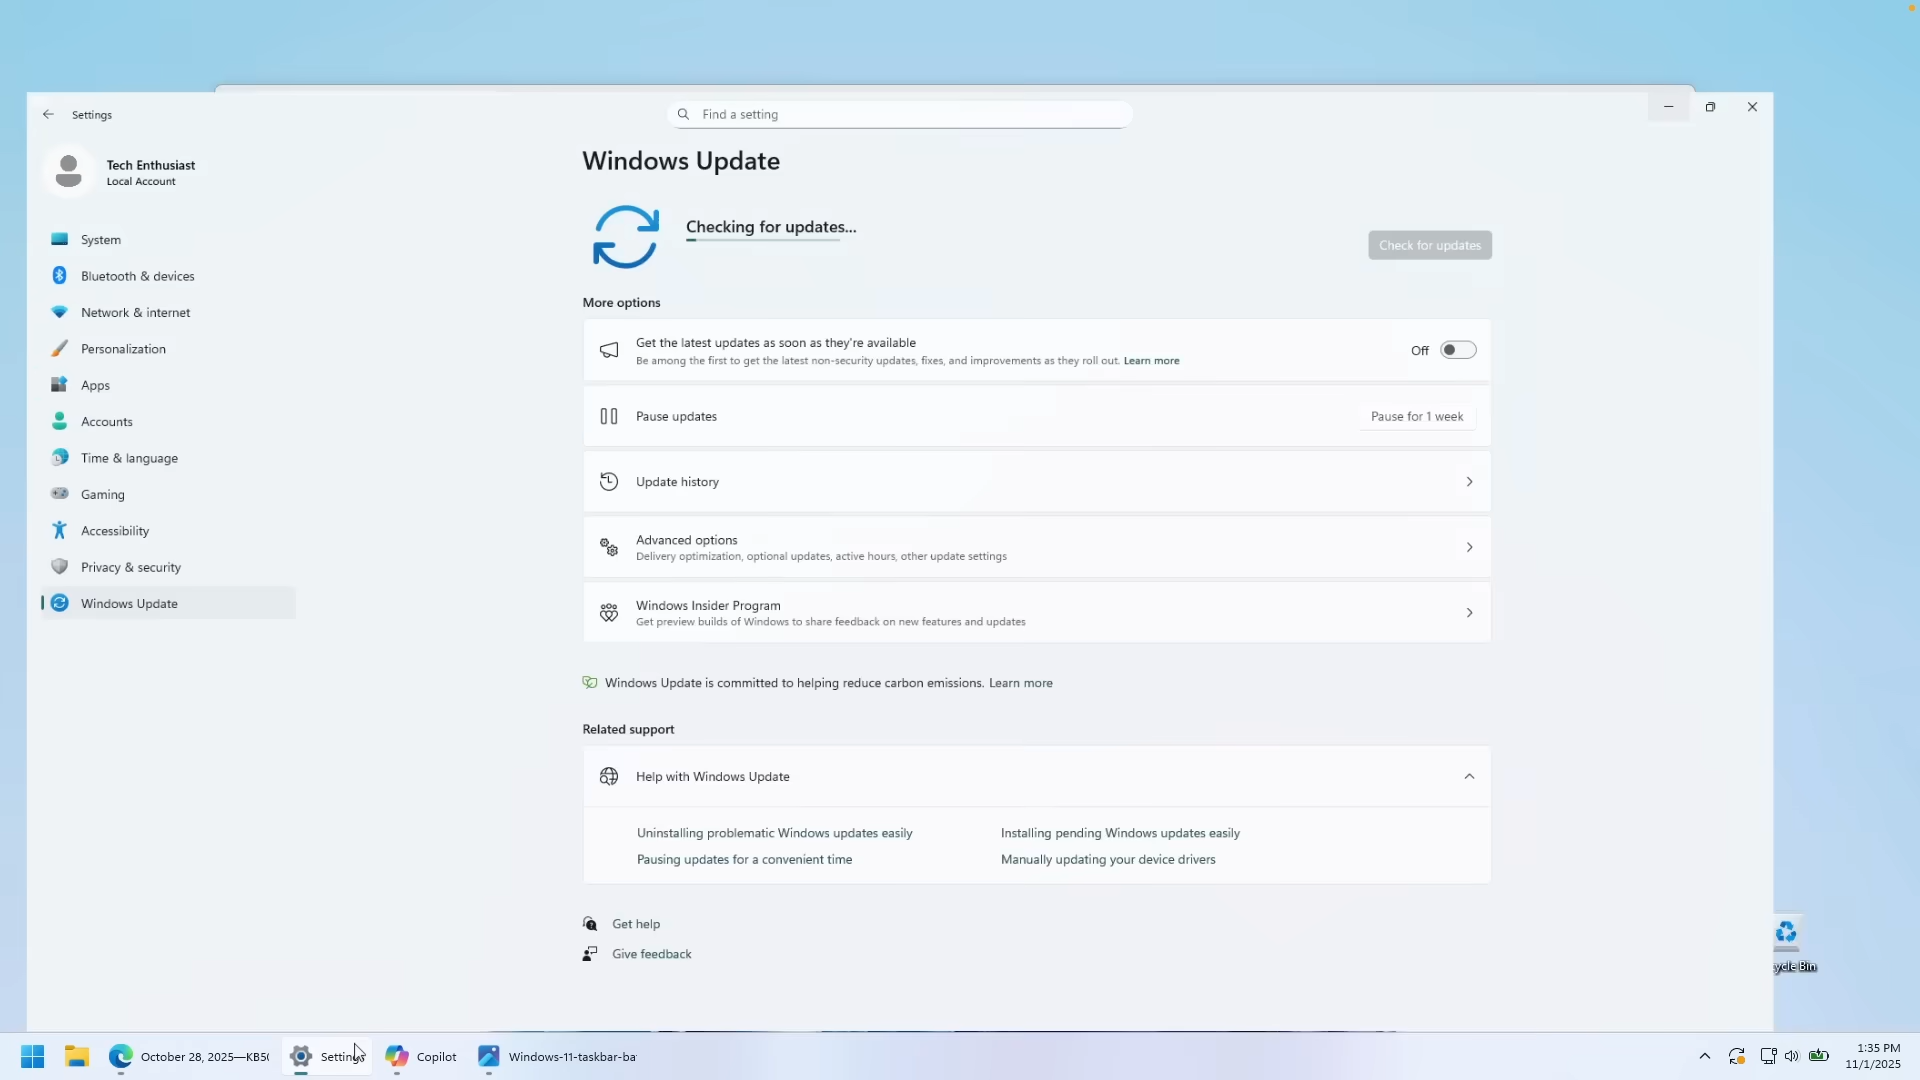 Settings
Find a setting
Tech Enthusiast
Local Account
System
Bluetooth & devices
Network & internet
Personalization
Apps
Accounts
Time & language
Gaming
Accessibility
Privacy & security
Windows Update
Windows Update
Checking for updates...
Check for updates
More options
Get the latest updates as soon as they're available
Be among the first to get the latest non-security updates, fixes, and improvements as they roll out. Learn more
Off
Pause updates
Pause for 1 week
Update history
Advanced options
Delivery optimization, optional updates, active hours, other update settings
Windows Insider Program
Get preview builds of Windows to share feedback on new features and updates
Windows Update is committed to helping reduce carbon emissions. Learn more
Related support
Help with Windows Update
Uninstalling problematic Windows updates easily
Installing pending Windows updates easily
Pausing updates for a convenient time
Manually updating your device drivers
Get help
Give feedback
ycle Bin
October 28, 2025—KB50
Settings
Copilot
Windows-11-taskbar-ba
1:35 PM
11/1/2025